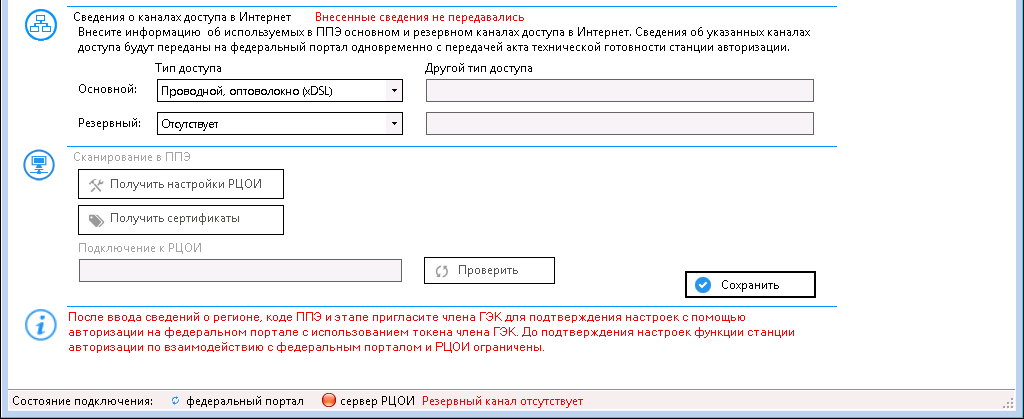 Сведения о каналах доступа в Интернет Внесенные сведения не передавались
Внесите информацию об используемых в ППЭ основном и резервном каналах доступа в Интернет. Сведения об указанных каналах
доступа будут переданы на федеральный портал одновременно с передачей акта технической готовности станции авторизации.
Тип доступа Другой тип доступа
Основной: Проводной, оптоволокно (xDSL)
Резервный: Отсутствует
Сканирование в ППЭ
Получить настройки РЦОИ
Получить сертификаты
Подключение к РЦОИ
Проверить
Сохранить
После ввода сведений о регионе, коде ППЭ и этапе пригласите члена ГЭК для подтверждения настроек с помощью
авторизации на федеральном портале с использованием токена члена ГЭК. До подтверждения настроек функции станции
авторизации по взаимодействию с федеральным порталом и РЦОИ ограничены.
Состояние подключения: федеральный портал сервер РЦОИ Резервный канал отсутствует